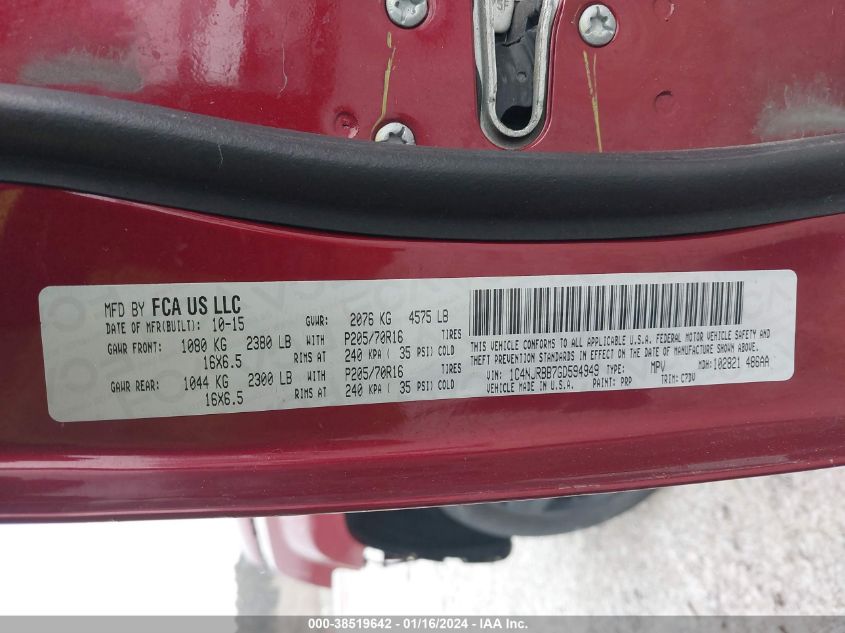 MFD BY FCA US LLC
DATE OF MFR(BUILT): 10-15 GVWR: 2076 KG 4575 LB
GAWR FRONT: 1080 KG 2380 LB WITH P205/70R16 TIRES
16X6.5 RIMS AT 240 KPA ( 35 PSI) COLD
GAWR REAR: 1044 KG 2300 LB WITH P205/70R16 TIRES
16X6.5 RIMS AT 240 KPA ( 35 PSI) COLD
THIS VEHICLE CONFORMS TO ALL APPLICABLE U.S.A. FEDERAL MOTOR VEHICLE SAFETY AND
THEFT PREVENTION STANDARDS IN EFFECT ON THE DATE OF MANUFACTURE SHOWN ABOVE.
VIN: 1C4NJRBB7GD594949 TYPE: MPV MDH: 102821 486AA
VEHICLE MADE IN U.S.A. PAINT: PRP TRIM: C7DV
000-38519642 - 01/16/2024 - IAA Inc.